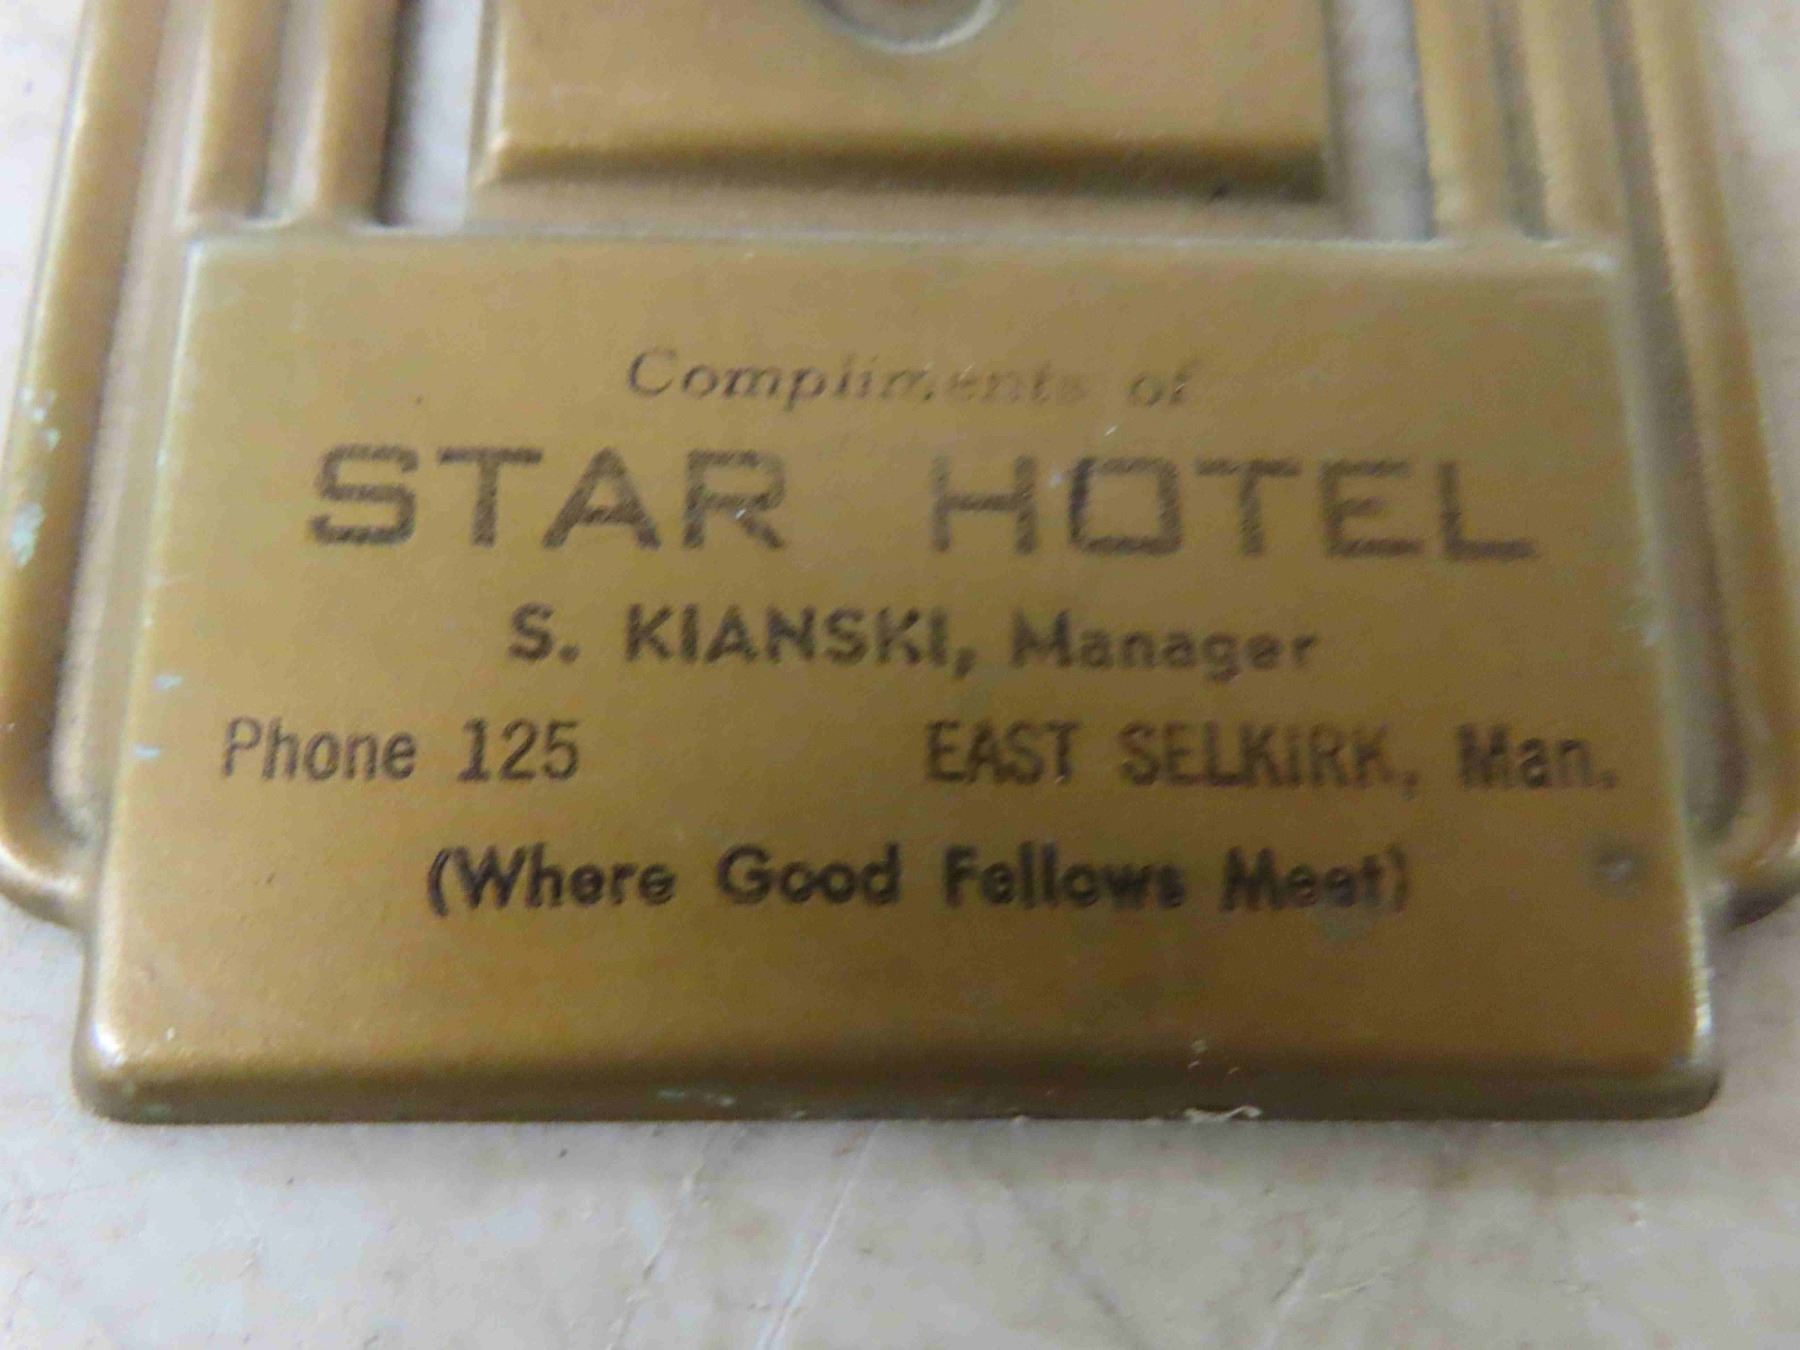 Compliments of
STAR HOTEL
S. KIANSKI, Manager
Phone 125 EAST SELKIRK, Man.
(Where Good Fellows Meet)